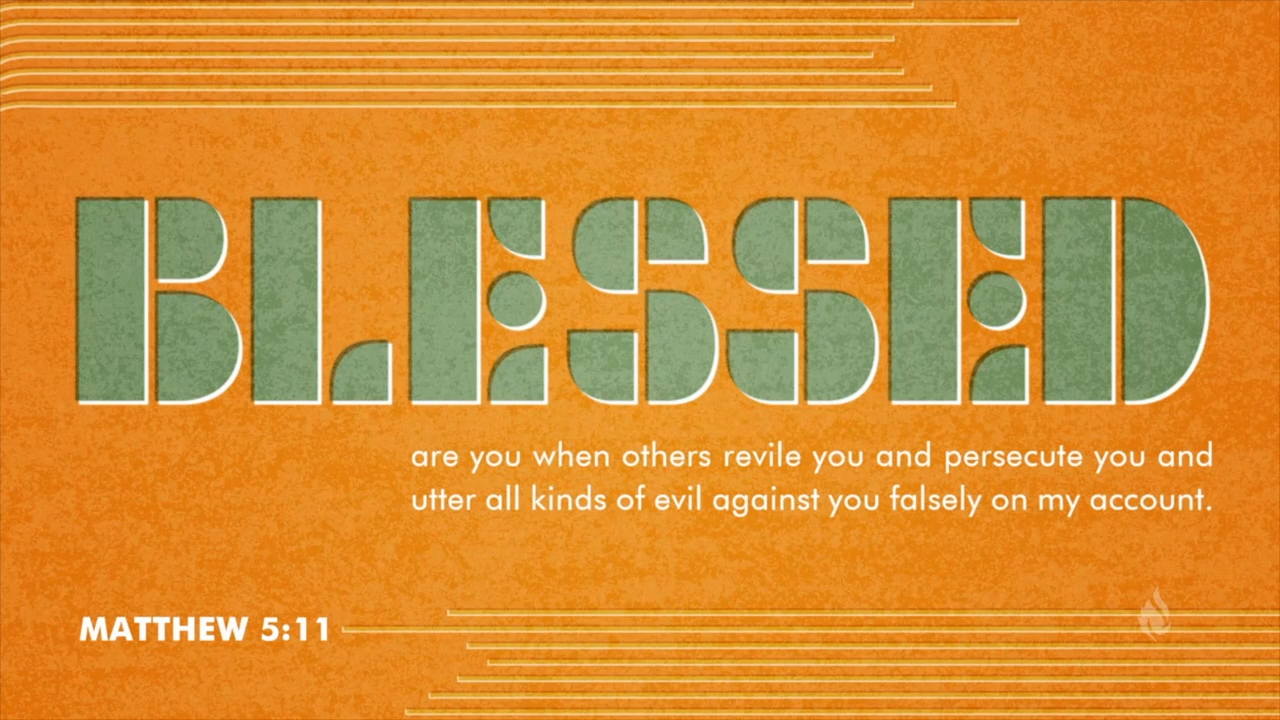 BLESSED
are you when others revile you and persecute you and
utter all kinds of evil against you falsely on my account.
MATTHEW 5:11